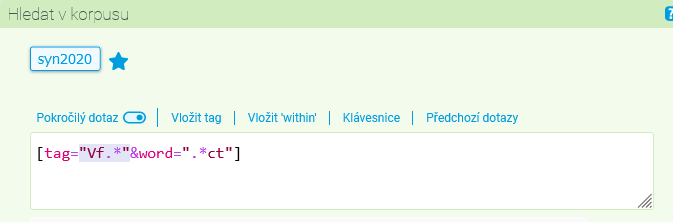 Hledat v korpusu
?
syn2020
Pokročilý dotaz Vložit tag Vložit 'within' Klávesnice Předchozí dotazy
[tag="Vf.*"&word=".*ct"]